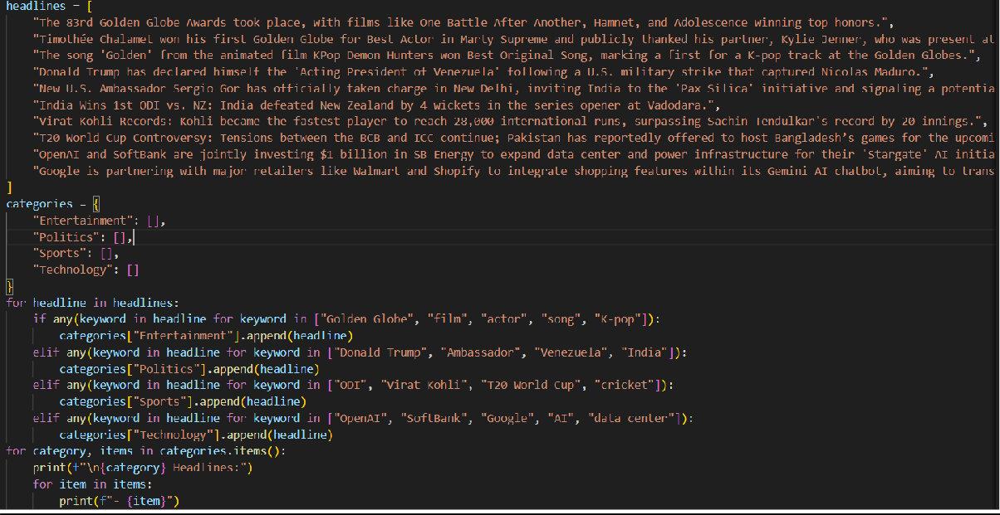 headlines = [
    "The 83rd Golden Globe Awards took place, with films like One Battle After Another, Hamnet, and Adolescence winning top honors.",
    "Timothée Chalamet won his first Golden Globe for Best Actor in Marty Supreme and publicly thanked his partner, Kylie Jenner, who was present at
    "The song 'Golden' from the animated film KPop Demon Hunters won Best Original Song, marking a first for a K-pop track at the Golden Globes.",
    "Donald Trump has declared himself the 'Acting President of Venezuela' following a U.S. military strike that captured Nicolas Maduro.",
    "New U.S. Ambassador Sergio Gor has officially taken charge in New Delhi, inviting India to the 'Pax Silica' initiative and signaling a potentia
    "India Wins 1st ODI vs. NZ: India defeated New Zealand by 4 wickets in the series opener at Vadodara.",
    "Virat Kohli Records: Kohli became the fastest player to reach 28,000 international runs, surpassing Sachin Tendulkar's record by 20 innings.",
    "T20 World Cup Controversy: Tensions between the BCB and ICC continue; Pakistan has reportedly offered to host Bangladesh’s games for the upcomi
    "OpenAI and SoftBank are jointly investing $1 billion in SB Energy to expand data center and power infrastructure for their 'Stargate' AI initia
    "Google is partnering with major retailers like Walmart and Shopify to integrate shopping features within its Gemini AI chatbot, aiming to trans
]
categories = {
    "Entertainment": [],
    "Politics": [],
    "Sports": [],
    "Technology": []
}
for headline in headlines:
    if any(keyword in headline for keyword in ["Golden Globe", "film", "actor", "song", "K-pop"]):
        categories["Entertainment"].append(headline)
    elif any(keyword in headline for keyword in ["Donald Trump", "Ambassador", "Venezuela", "India"]):
        categories["Politics"].append(headline)
    elif any(keyword in headline for keyword in ["ODI", "Virat Kohli", "T20 World Cup", "cricket"]):
        categories["Sports"].append(headline)
    elif any(keyword in headline for keyword in ["OpenAI", "SoftBank", "Google", "AI", "data center"]):
        categories["Technology"].append(headline)
for category, items in categories.items():
    print(f"\n{category} Headlines:")
    for item in items:
        print(f"- {item}")